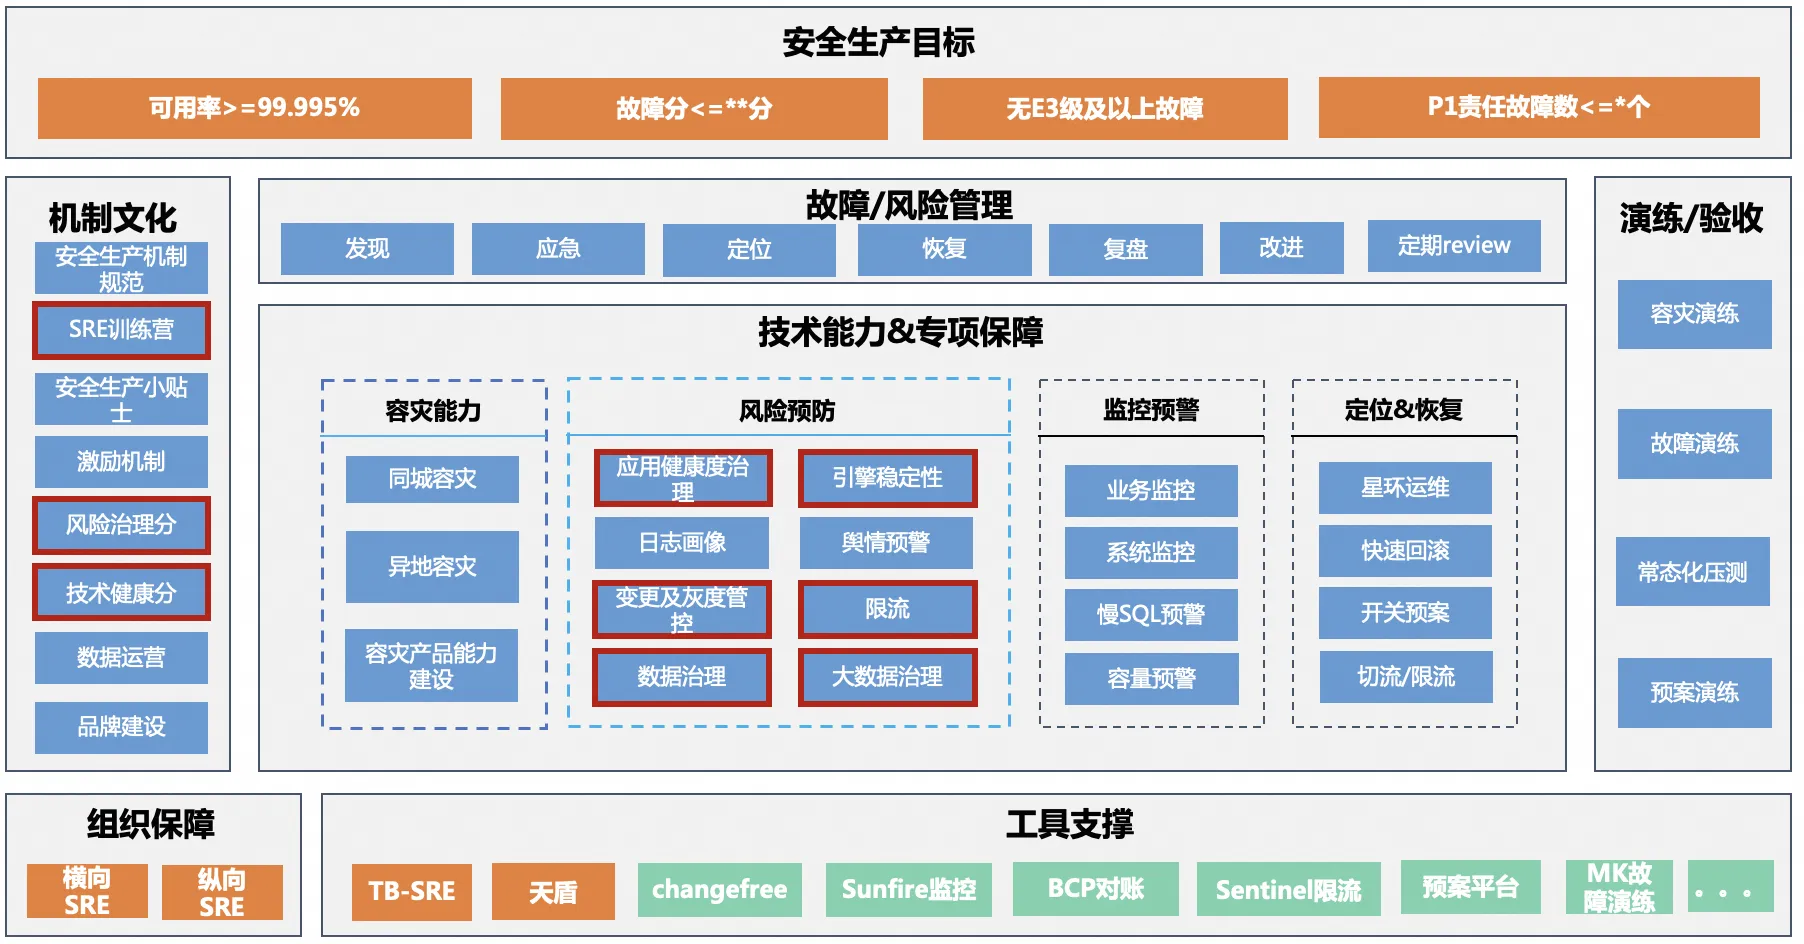 安全生产目标
可用率>=99.995%
故障分<=**分
无E3级及以上故障
P1责任故障数<=*个
机制文化
安全生产机制
规范
SRE训练营
安全生产小贴
士
激励机制
风险治理分
技术健康分
数据运营
品牌建设
故障/风险管理
发现
应急
定位
恢复
复盘
改进
定期review
技术能力&专项保障
容灾能力
同城容灾
异地容灾
容灾产品能力
建设
风险预防
应用健康度治
理
引擎稳定性
日志画像
舆情预警
变更及灰度管
控
限流
数据治理
大数据治理
监控预警
业务监控
系统监控
慢SQL预警
容量预警
定位&恢复
星环运维
快速回滚
开关预案
切流/限流
演练/验收
容灾演练
故障演练
常态化压测
预案演练
组织保障
横向
SRE
纵向
SRE
工具支撑
TB-SRE
天盾
changefree
Sunfire监控
BCP对账
Sentinel限流
预案平台
MK故
障演练
。。。